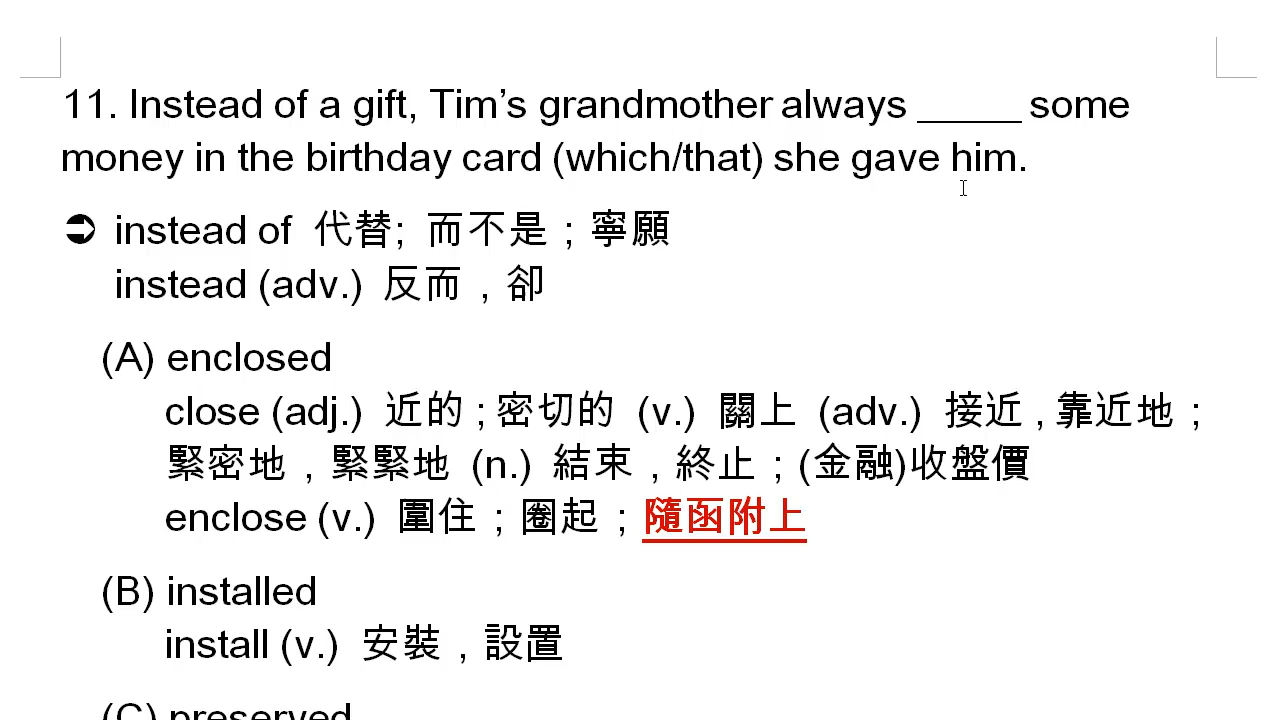 11. Instead of a gift, Tim’s grandmother always _____ some
money in the birthday card (which/that) she gave him.
➲ instead of 代替; 而不是；寧願
instead (adv.) 反而，卻
(A) enclosed
close (adj.) 近的 ; 密切的 (v.) 關上 (adv.) 接近 , 靠近地；
緊密地，緊緊地 (n.) 結束，終止；(金融)收盤價
enclose (v.) 圍住；圈起；隨函附上
(B) installed
install (v.) 安裝，設置
(C) preserved